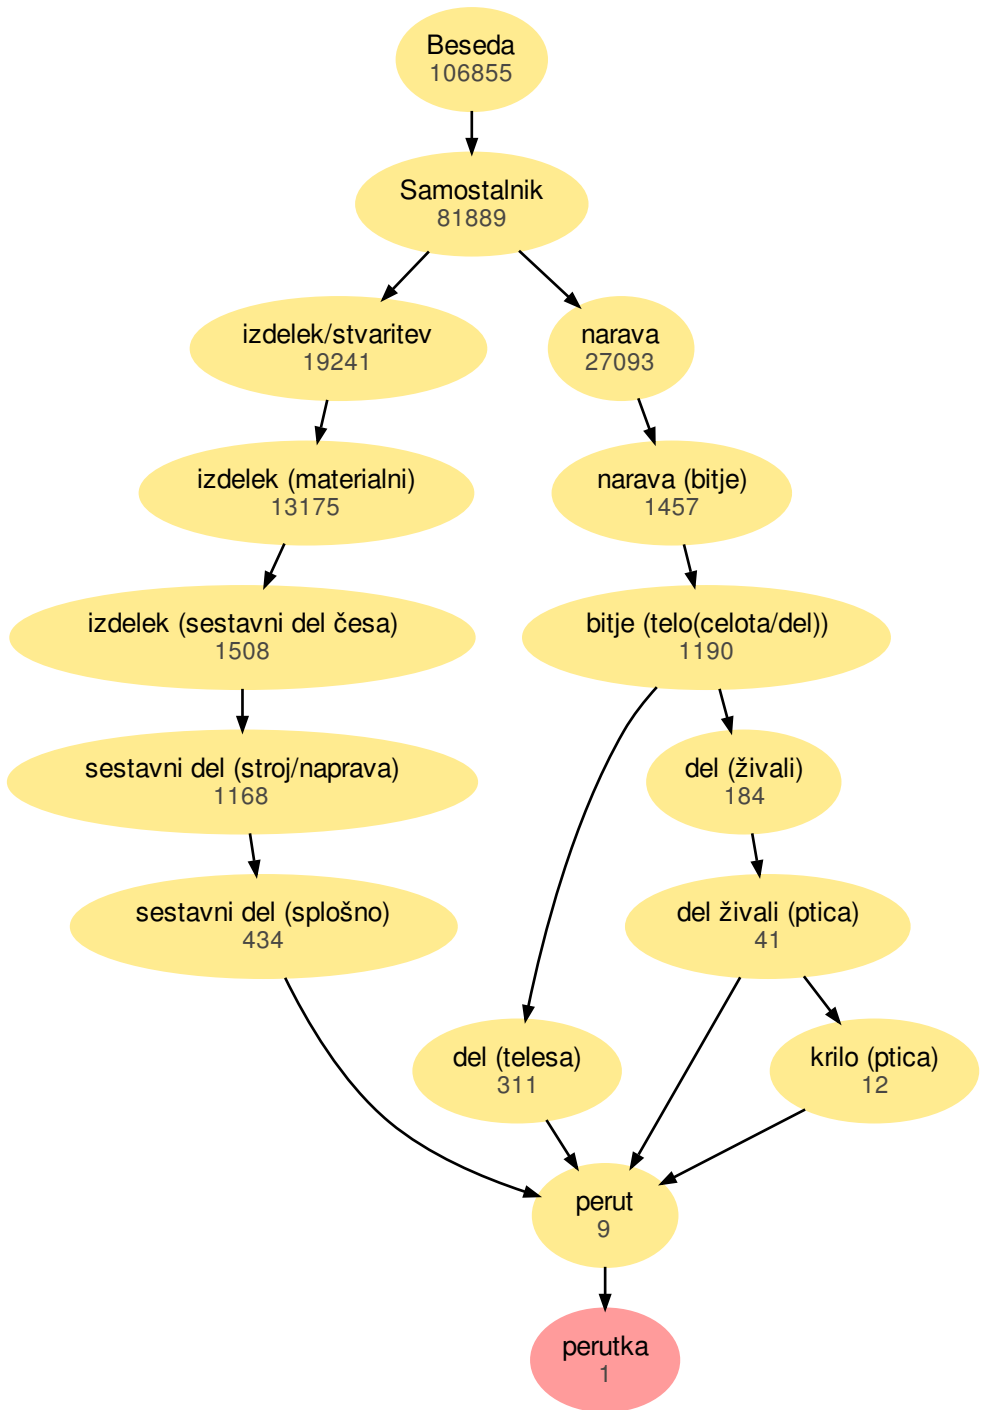 Beseda
106855
Samostalnik
81889
izdelek/stvaritev
19241
narava
27093
izdelek (materialni)
13175
narava (bitje)
1457
izdelek (sestavni del česa)
1508
bitje (telo(celota/del))
1190
sestavni del (stroj/naprava)
1168
del (živali)
184
sestavni del (splošno)
434
del živali (ptica)
41
del (telesa)
311
krilo (ptica)
12
perut
9
perutka
1